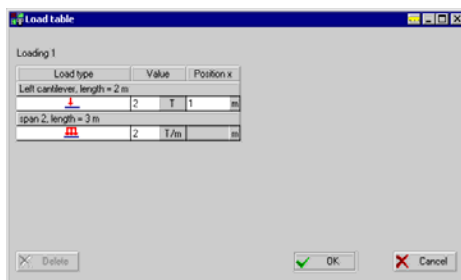 Load table
Loading 1
Load type Value Position x
Left cantilever, length = 2 m
2 T 1 m
span 2, length = 3 m
2 T/m m
Delete OK Cancel